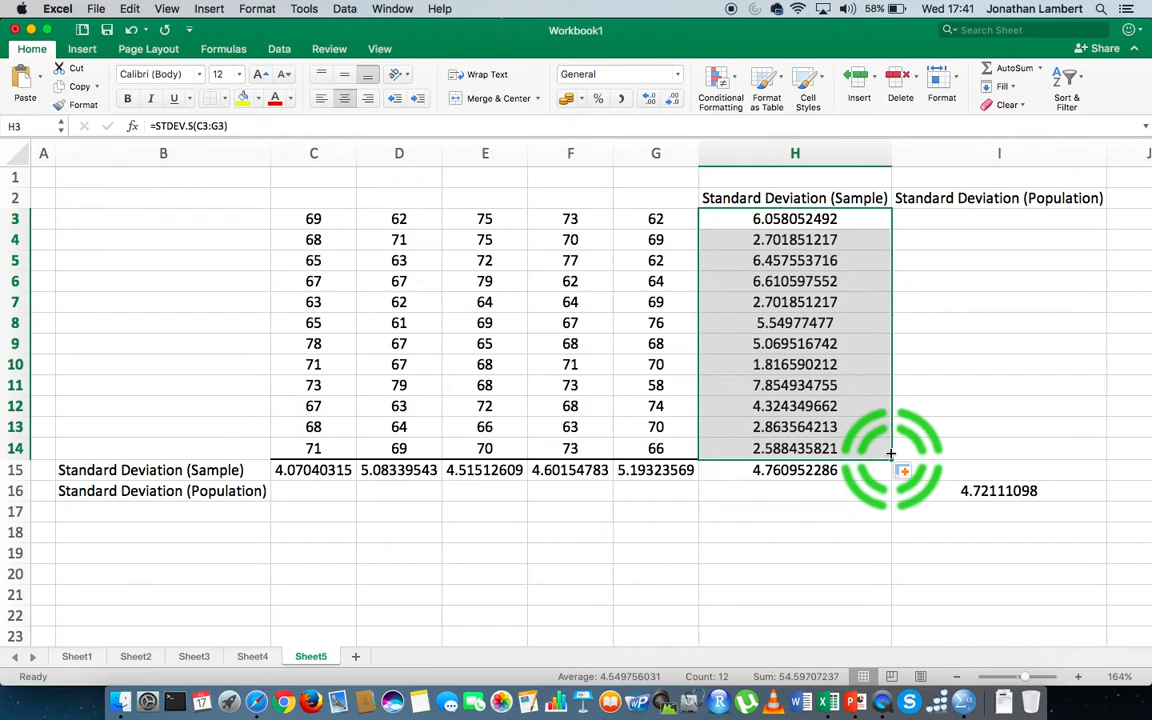 Excel File Edit View Insert Format Tools Data Window Help 58% Wed 17:41 Jonathan Lambert
Workbook1 Search Sheet
Home Insert Page Layout Formulas Data Review View Share
Paste Cut Copy Format Calibri (Body) 12 A A Wrap Text General Conditional Formatting Format as Table Cell Styles Insert Delete Format AutoSum Fill Clear Sort & Filter
B I U A Merge & Center %
H3 fx =STDEV.S(C3:G3)
A B C D E F G H I J
1
2 Standard Deviation (Sample) Standard Deviation (Population)
3 69 62 75 73 62 6.058052492
4 68 71 75 70 69 2.701851217
5 65 63 72 77 62 6.457553716
6 67 67 79 62 64 6.610597552
7 63 62 64 64 69 2.701851217
8 65 61 69 67 76 5.54977477
9 78 67 65 68 68 5.069516742
10 71 67 68 71 70 1.816590212
11 73 79 68 73 58 7.854934755
12 67 63 72 68 74 4.324349662
13 68 64 66 63 70 2.863564213
14 71 69 70 73 66 2.588435821
15 Standard Deviation (Sample) 4.07040315 5.08339543 4.51512609 4.60154783 5.19323569 4.760952286
16 Standard Deviation (Population) 4.72111098
17
18
19
20
21
22
23
Sheet1 Sheet2 Sheet3 Sheet4 Sheet5
Ready Average: 4.549756031 Count: 12 Sum: 54.59707237 164%